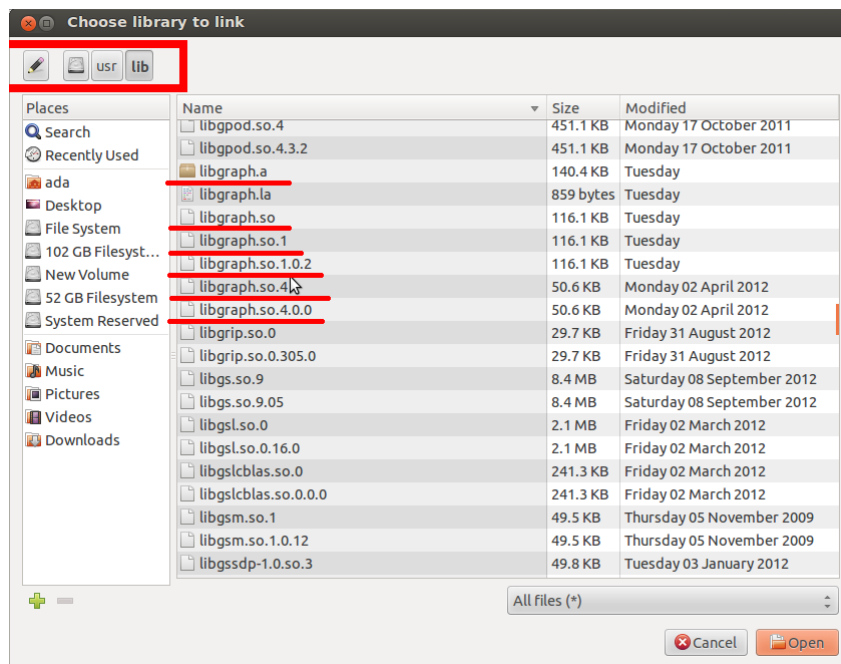 Choose library to link
usr lib
Places Name Size Modified
Search libgpod.so.4 451.1 KB Monday 17 October 2011
Recently Used libgpod.so.4.3.2 451.1 KB Monday 17 October 2011
libgraph.a 140.4 KB Tuesday
ada libgraph.la 859 bytes Tuesday
Desktop libgraph.so 116.1 KB Tuesday
File System libgraph.so.1 116.1 KB Tuesday
102 GB Filesyst... libgraph.so.1.0.2 116.1 KB Tuesday
New Volume libgraph.so.4 50.6 KB Monday 02 April 2012
52 GB Filesystem libgraph.so.4.0.0 50.6 KB Monday 02 April 2012
System Reserved libgrip.so.0 29.7 KB Friday 31 August 2012
Documents libgrip.so.0.305.0 29.7 KB Friday 31 August 2012
Music libgs.so.9 8.4 MB Saturday 08 September 2012
Pictures libgs.so.9.05 8.4 MB Saturday 08 September 2012
Videos libgsl.so.0 2.1 MB Friday 02 March 2012
Downloads libgsl.so.0.16.0 2.1 MB Friday 02 March 2012
libgslcblas.so.0 241.3 KB Friday 02 March 2012
libgslcblas.so.0.0.0 241.3 KB Friday 02 March 2012
libgsm.so.1 49.5 KB Thursday 05 November 2009
libgsm.so.1.0.12 49.5 KB Thursday 05 November 2009
libgssdp-1.0.so.3 49.8 KB Tuesday 03 January 2012
All files (*)
Cancel Open